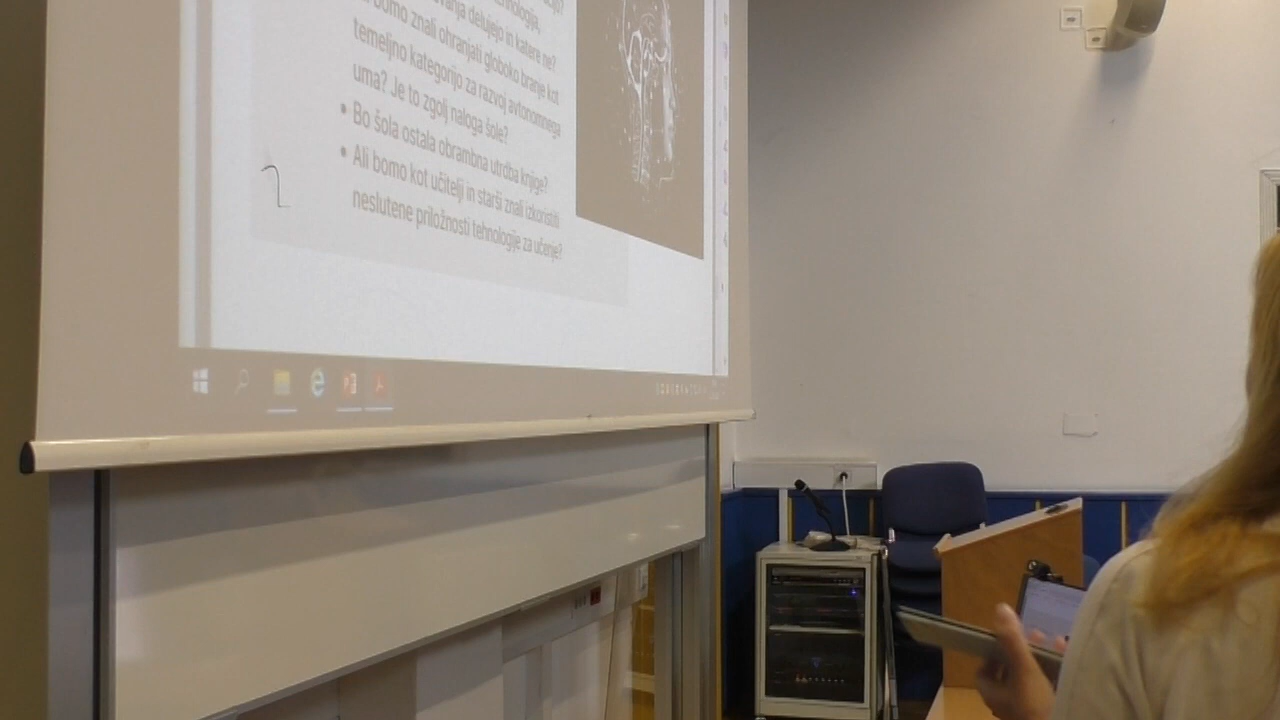 tehnologija,
delujejo in katere ne?
bomo znali ohranjati globoko branje kot
temeljno kategorijo za razvoj avtonomnega
uma? Je to zgolj naloga šole?
• Bo šola ostala obrambna utrdba knjige?
• Ali bomo kot učitelji in starši znali izkoristiti
neslutene priložnosti tehnologije za učenje?